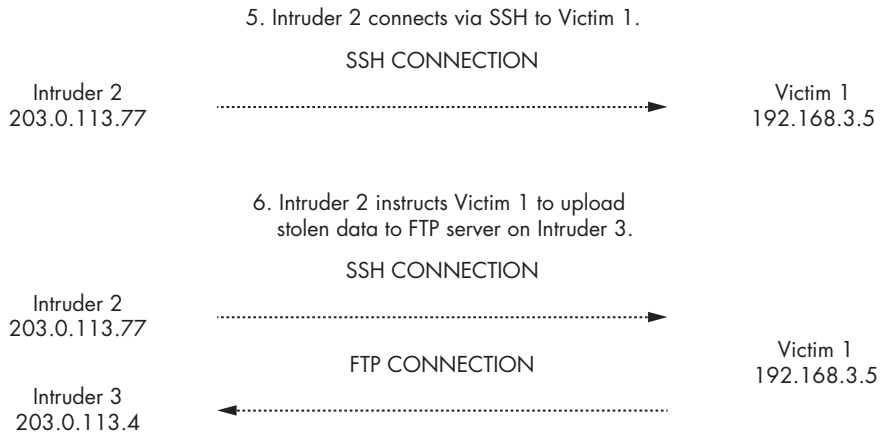 5. Intruder 2 connects via SSH to Victim 1.
SSH CONNECTION
Intruder 2
203.0.113.77
Victim 1
192.168.3.5
6. Intruder 2 instructs Victim 1 to upload
stolen data to FTP server on Intruder 3.
SSH CONNECTION
Intruder 2
203.0.113.77
FTP CONNECTION
Victim 1
192.168.3.5
Intruder 3
203.0.113.4